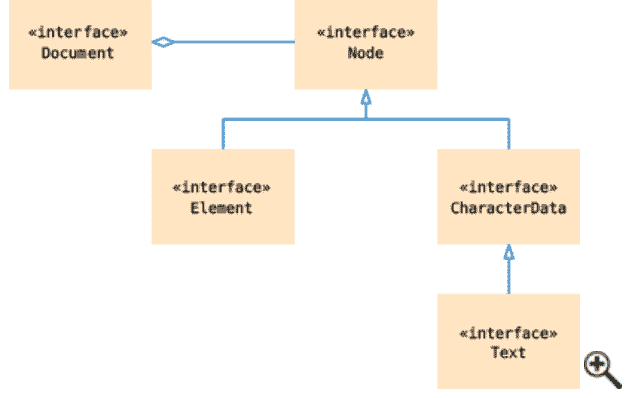 «interface»
Document
«interface»
Node
«interface»
Element
«interface»
CharacterData
«interface»
Text